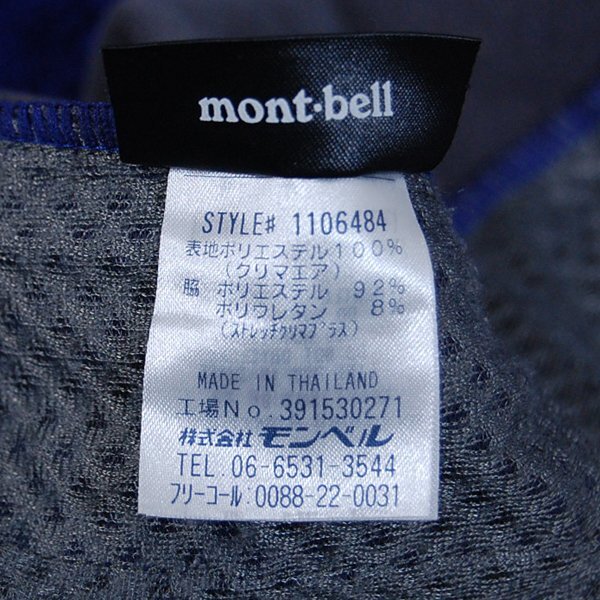 mont-bell
STYLE# 1106484
表地ポリエステル100%
(クリマエア)
脇 ポリエステル 92%
ポリウレタン 8%
(ストレッチクリマプラス)
MADE IN THAILAND
工場No.391530271
株式会社モンベル
TEL. 06-6531-3544
フリーコール:0088-22-0031